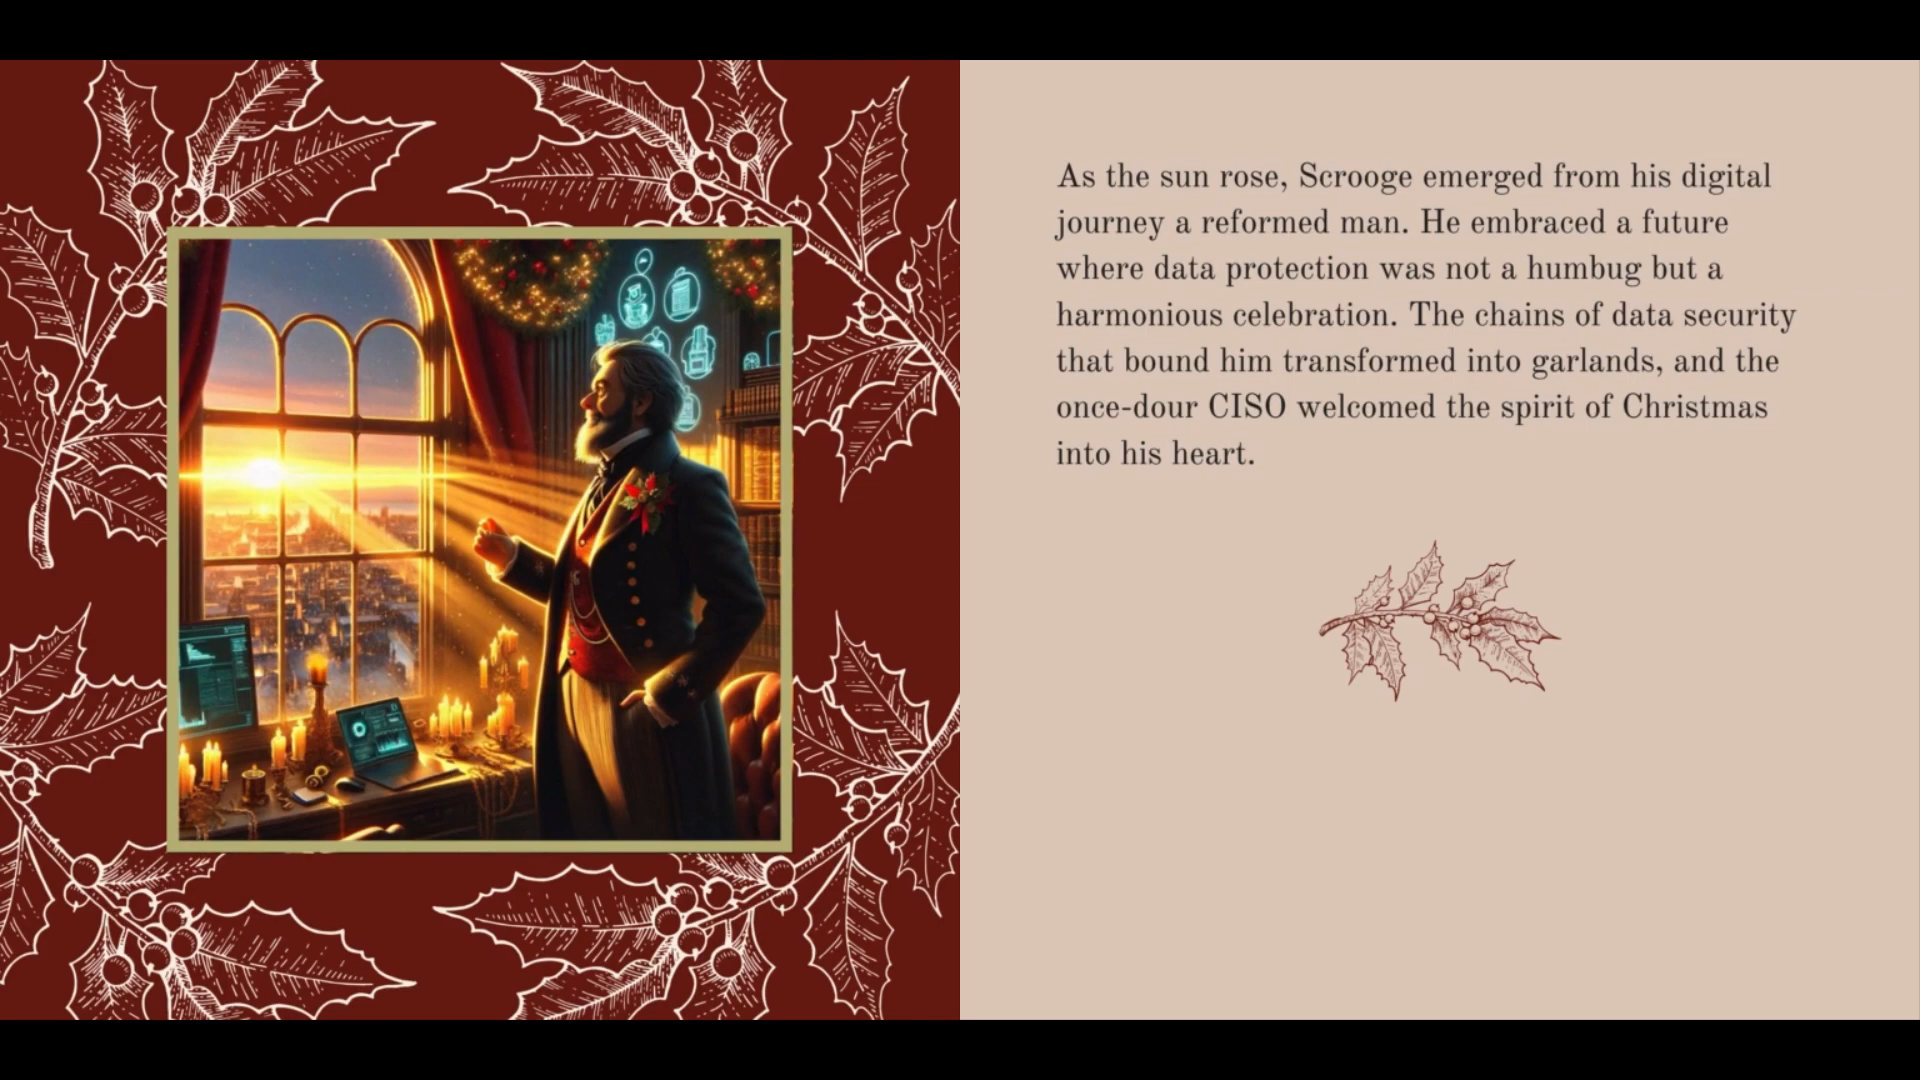 As the sun rose, Scrooge emerged from his digital
journey a reformed man. He embraced a future
where data protection was not a humbug but a
harmonious celebration. The chains of data security
that bound him transformed into garlands, and the
once-dour CISO welcomed the spirit of Christmas
into his heart.